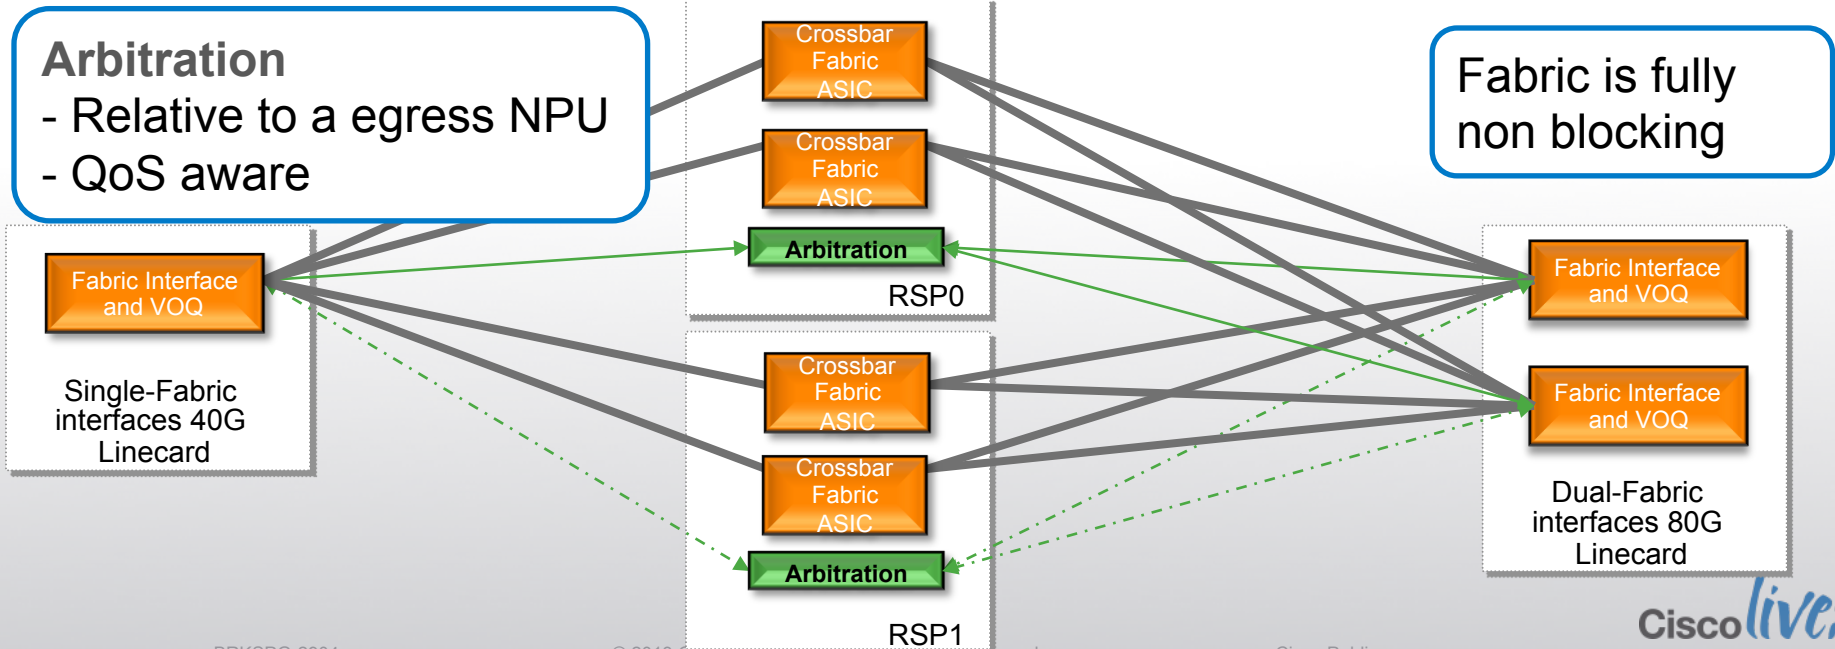 Arbitration
- Relative to a egress NPU
- QoS aware
Crossbar
Fabric
ASIC
Crossbar
Fabric
ASIC
Arbitration
RSP0
Fabric is fully
non blocking
Fabric Interface
and VOQ
Single-Fabric
interfaces 40G
Linecard
Crossbar
Fabric
ASIC
Crossbar
Fabric
ASIC
Arbitration
RSP1
Fabric Interface
and VOQ
Fabric Interface
and VOQ
Dual-Fabric
interfaces 80G
Linecard
Cisco live!